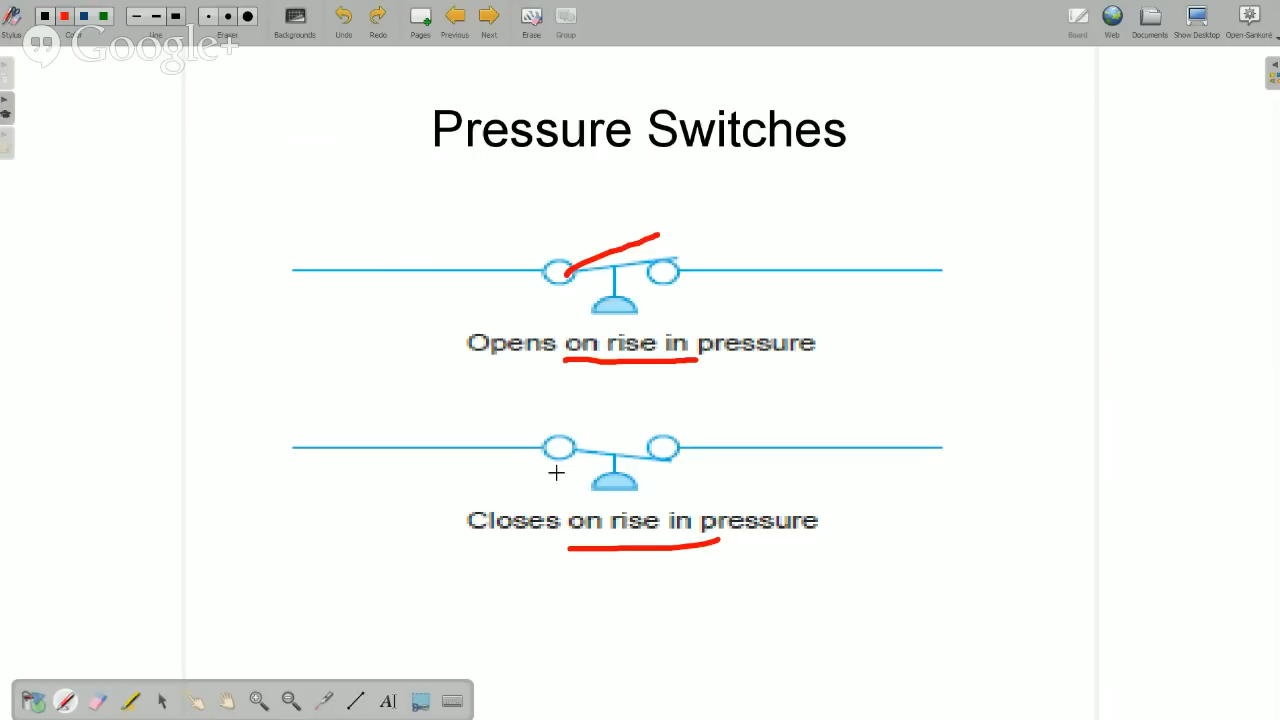 Stylus Color Line Eraser Backgrounds Undo Redo Pages Previous Next Erase Group Board Web Documents Show Desktop Open-Sankoré
Google+
Pressure Switches
Opens on rise in pressure
Closes on rise in pressure
AI